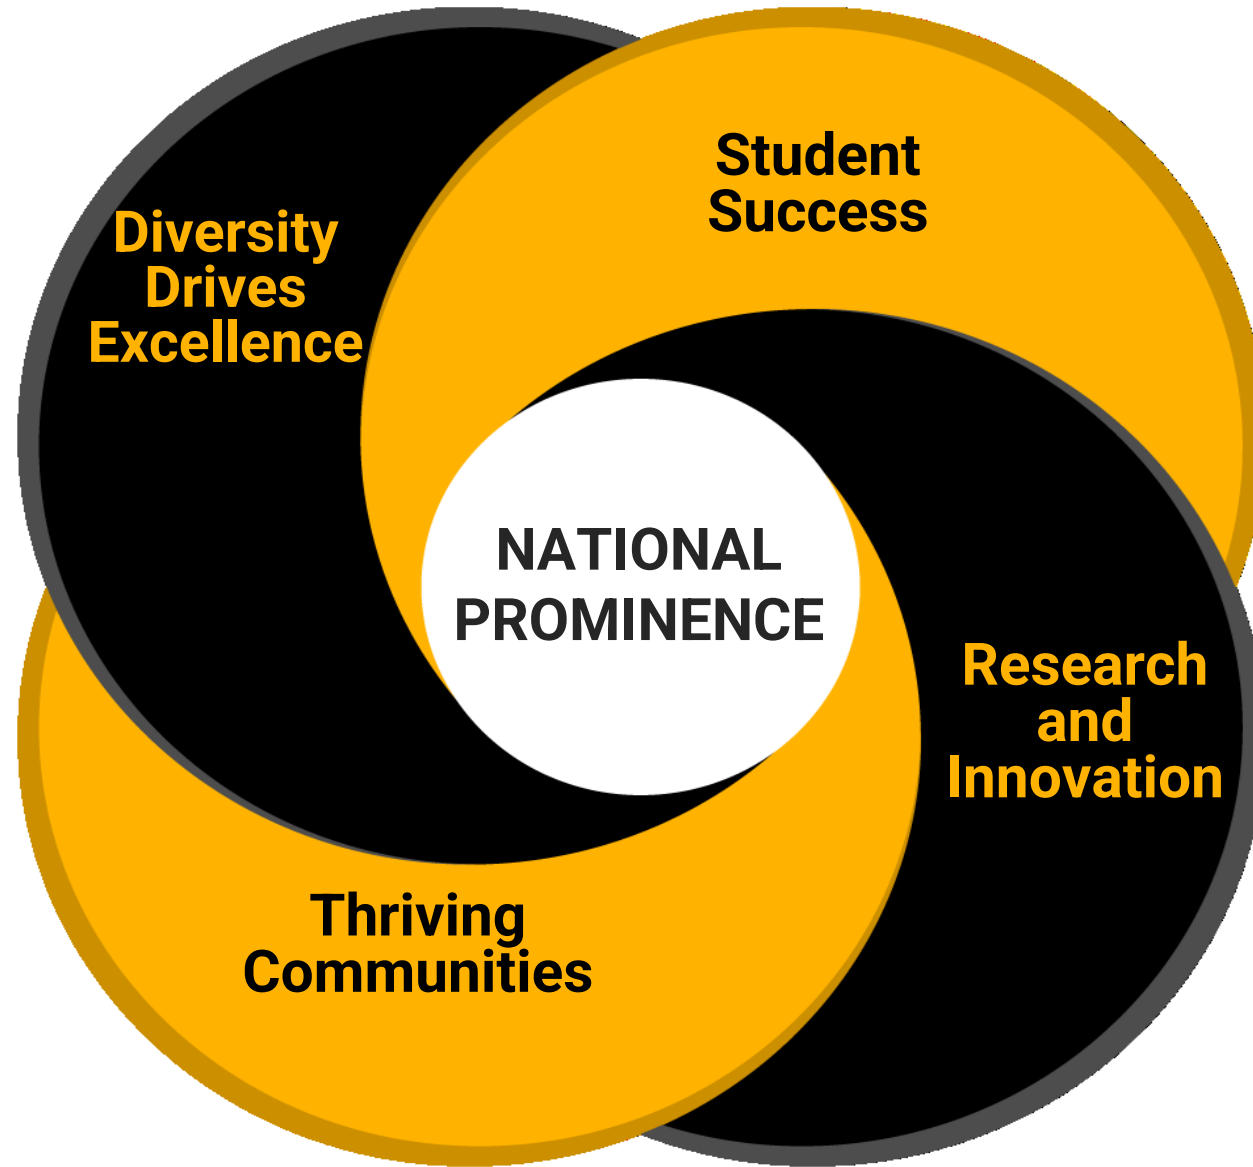 Student
Success
Diversity
Drives
Excellence
NATIONAL
PROMINENCE
Research
and
Innovation
Thriving
Communities